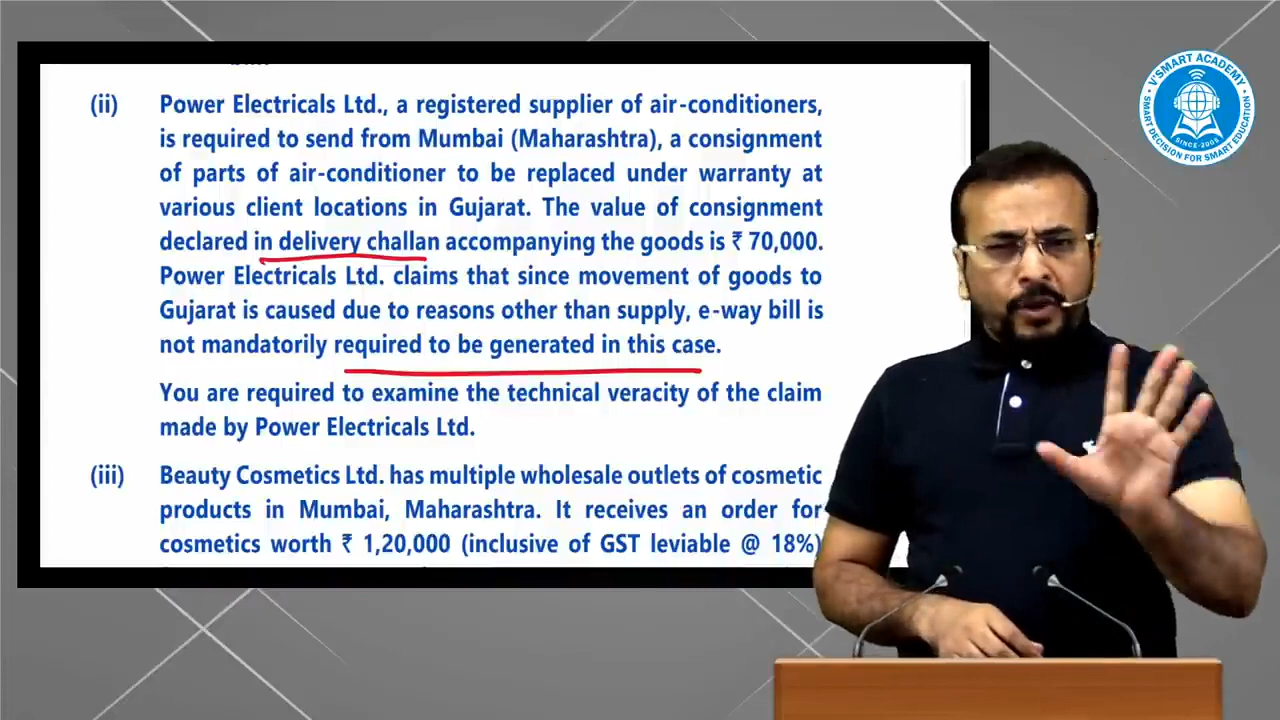 (ii) Power Electricals Ltd., a registered supplier of air-conditioners,
is required to send from Mumbai (Maharashtra), a consignment
of parts of air-conditioner to be replaced under warranty at
various client locations in Gujarat. The value of consignment
declared in delivery challan accompanying the goods is ₹ 70,000.
Power Electricals Ltd. claims that since movement of goods to
Gujarat is caused due to reasons other than supply, e-way bill is
not mandatorily required to be generated in this case.
You are required to examine the technical veracity of the claim
made by Power Electricals Ltd.
(iii) Beauty Cosmetics Ltd. has multiple wholesale outlets of cosmetic
products in Mumbai, Maharashtra. It receives an order for
cosmetics worth ₹ 1,20,000 (inclusive of GST leviable @ 18%)
V'SMART ACADEMY
SINCE-2005
SMART DECISION FOR SMART EDUCATION